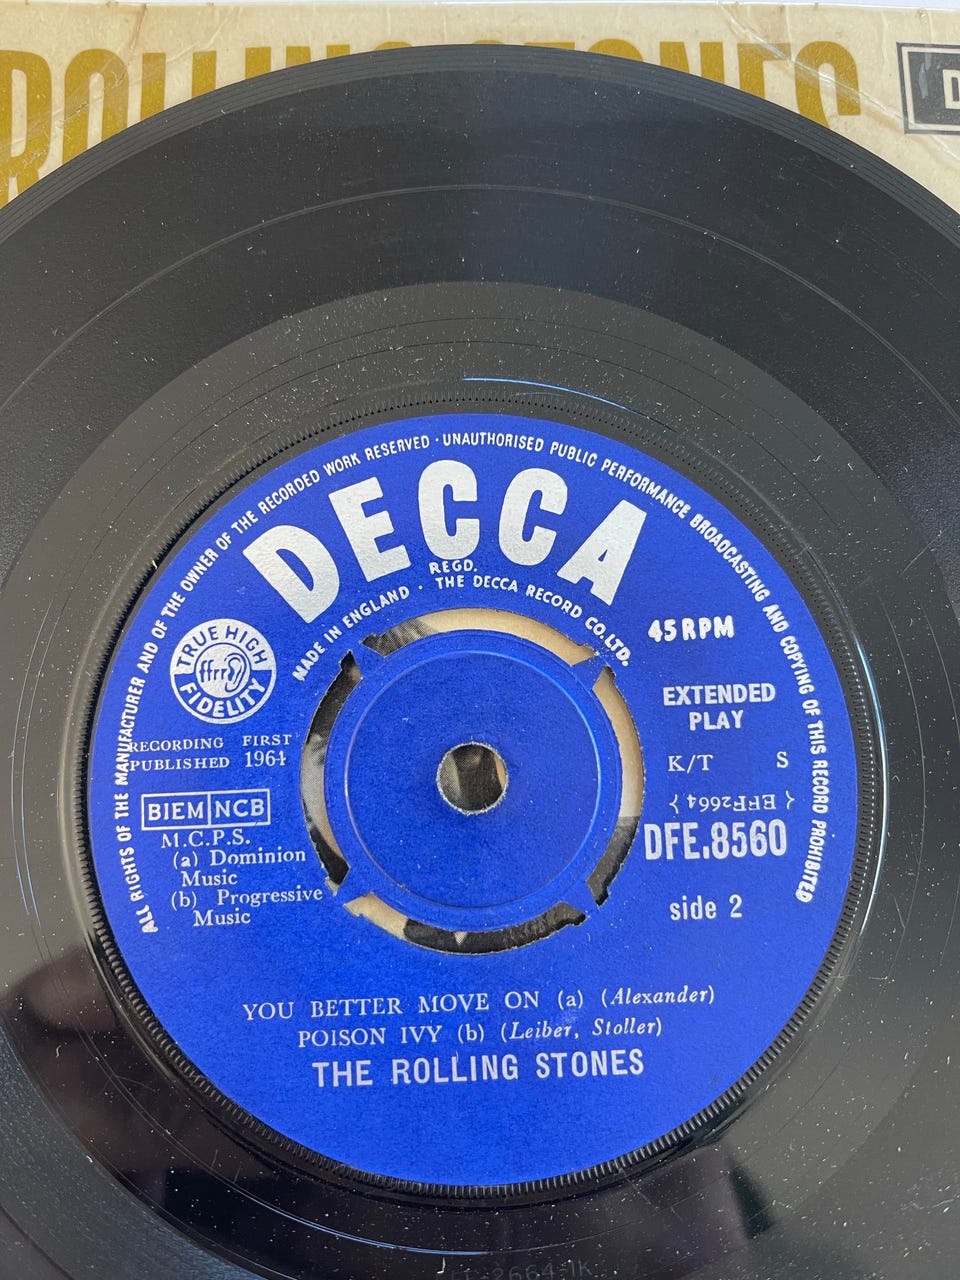 ROLLING STONES
D
ALL RIGHTS OF THE MANUFACTURER AND OF THE OWNER OF THE RECORDED WORK RESERVED · UNAUTHORISED PUBLIC PERFORMANCE BROADCASTING AND COPYING OF THIS RECORD PROHIBITED
DECCA
REGD.
MADE IN ENGLAND · THE DECCA RECORD CO. LTD.
TRUE HIGH
ffrr
FIDELITY
RECORDING FIRST
PUBLISHED 1964
BIEM NCB
M.C.P.S.
(a) Dominion
Music
(b) Progressive
Music
45 RPM
EXTENDED
PLAY
K/T S
{EFF2664}
DFE.8560
side 2
YOU BETTER MOVE ON (a) (Alexander)
POISON IVY (b) (Leiber, Stoller)
THE ROLLING STONES
2664-1K